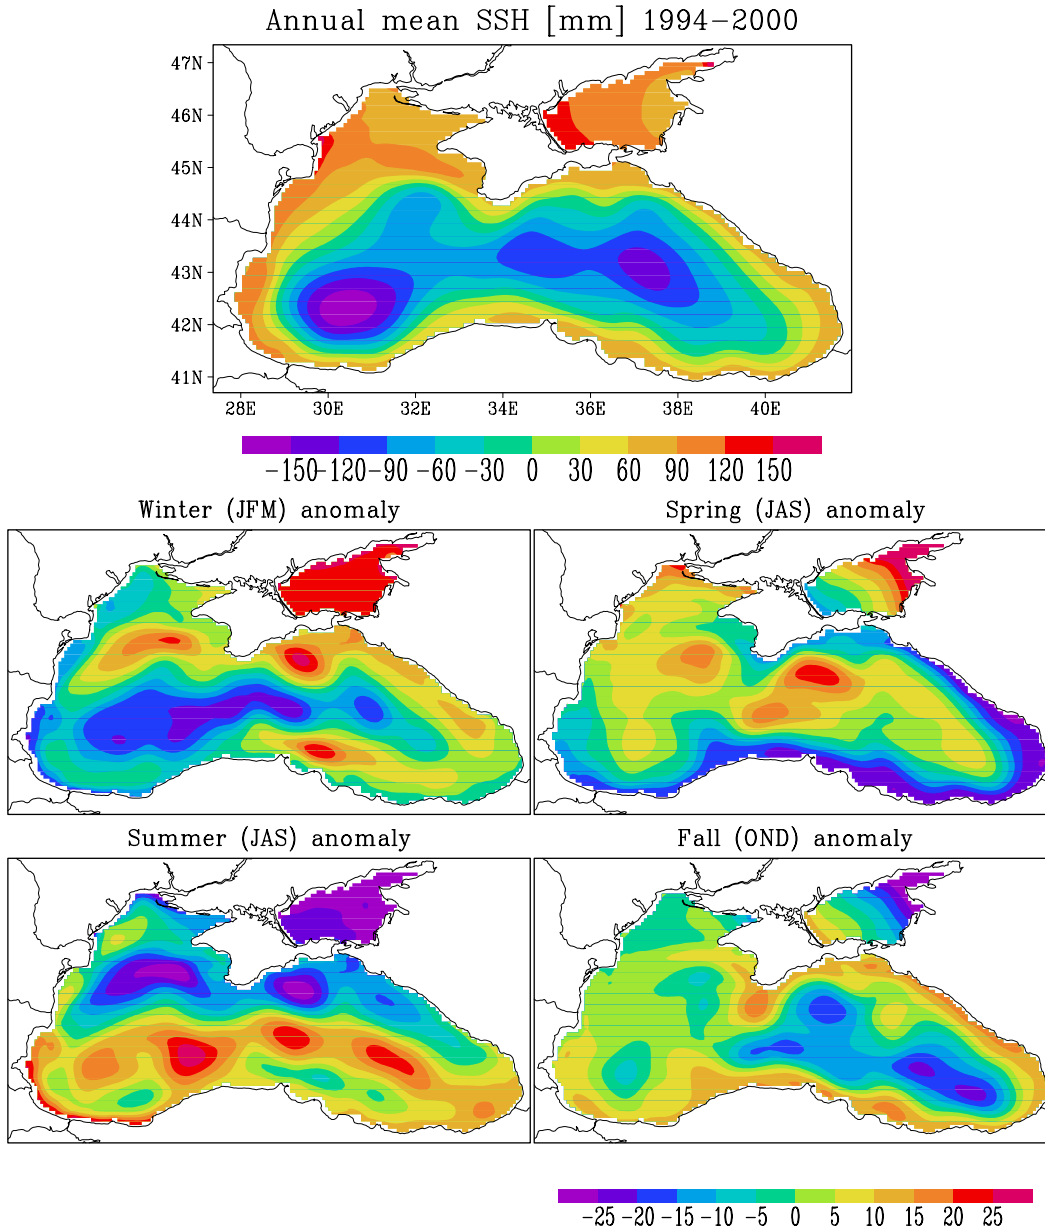 Annual mean SSH [mm] 1994-2000
47N
46N
45N
44N
43N
42N
41N
28E 30E 32E 34E 36E 38E 40E
-150 -120 -90 -60 -30 0 30 60 90 120 150
Winter (JFM) anomaly
Spring (JAS) anomaly
Summer (JAS) anomaly
Fall (OND) anomaly
-25 -20 -15 -10 -5 0 5 10 15 20 25